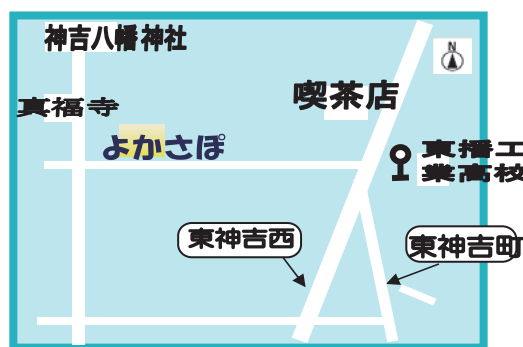 神吉八幡神社
N
喫茶店
真福寺
よかさぽ
東播工
業高校
東神吉西
東神吉町